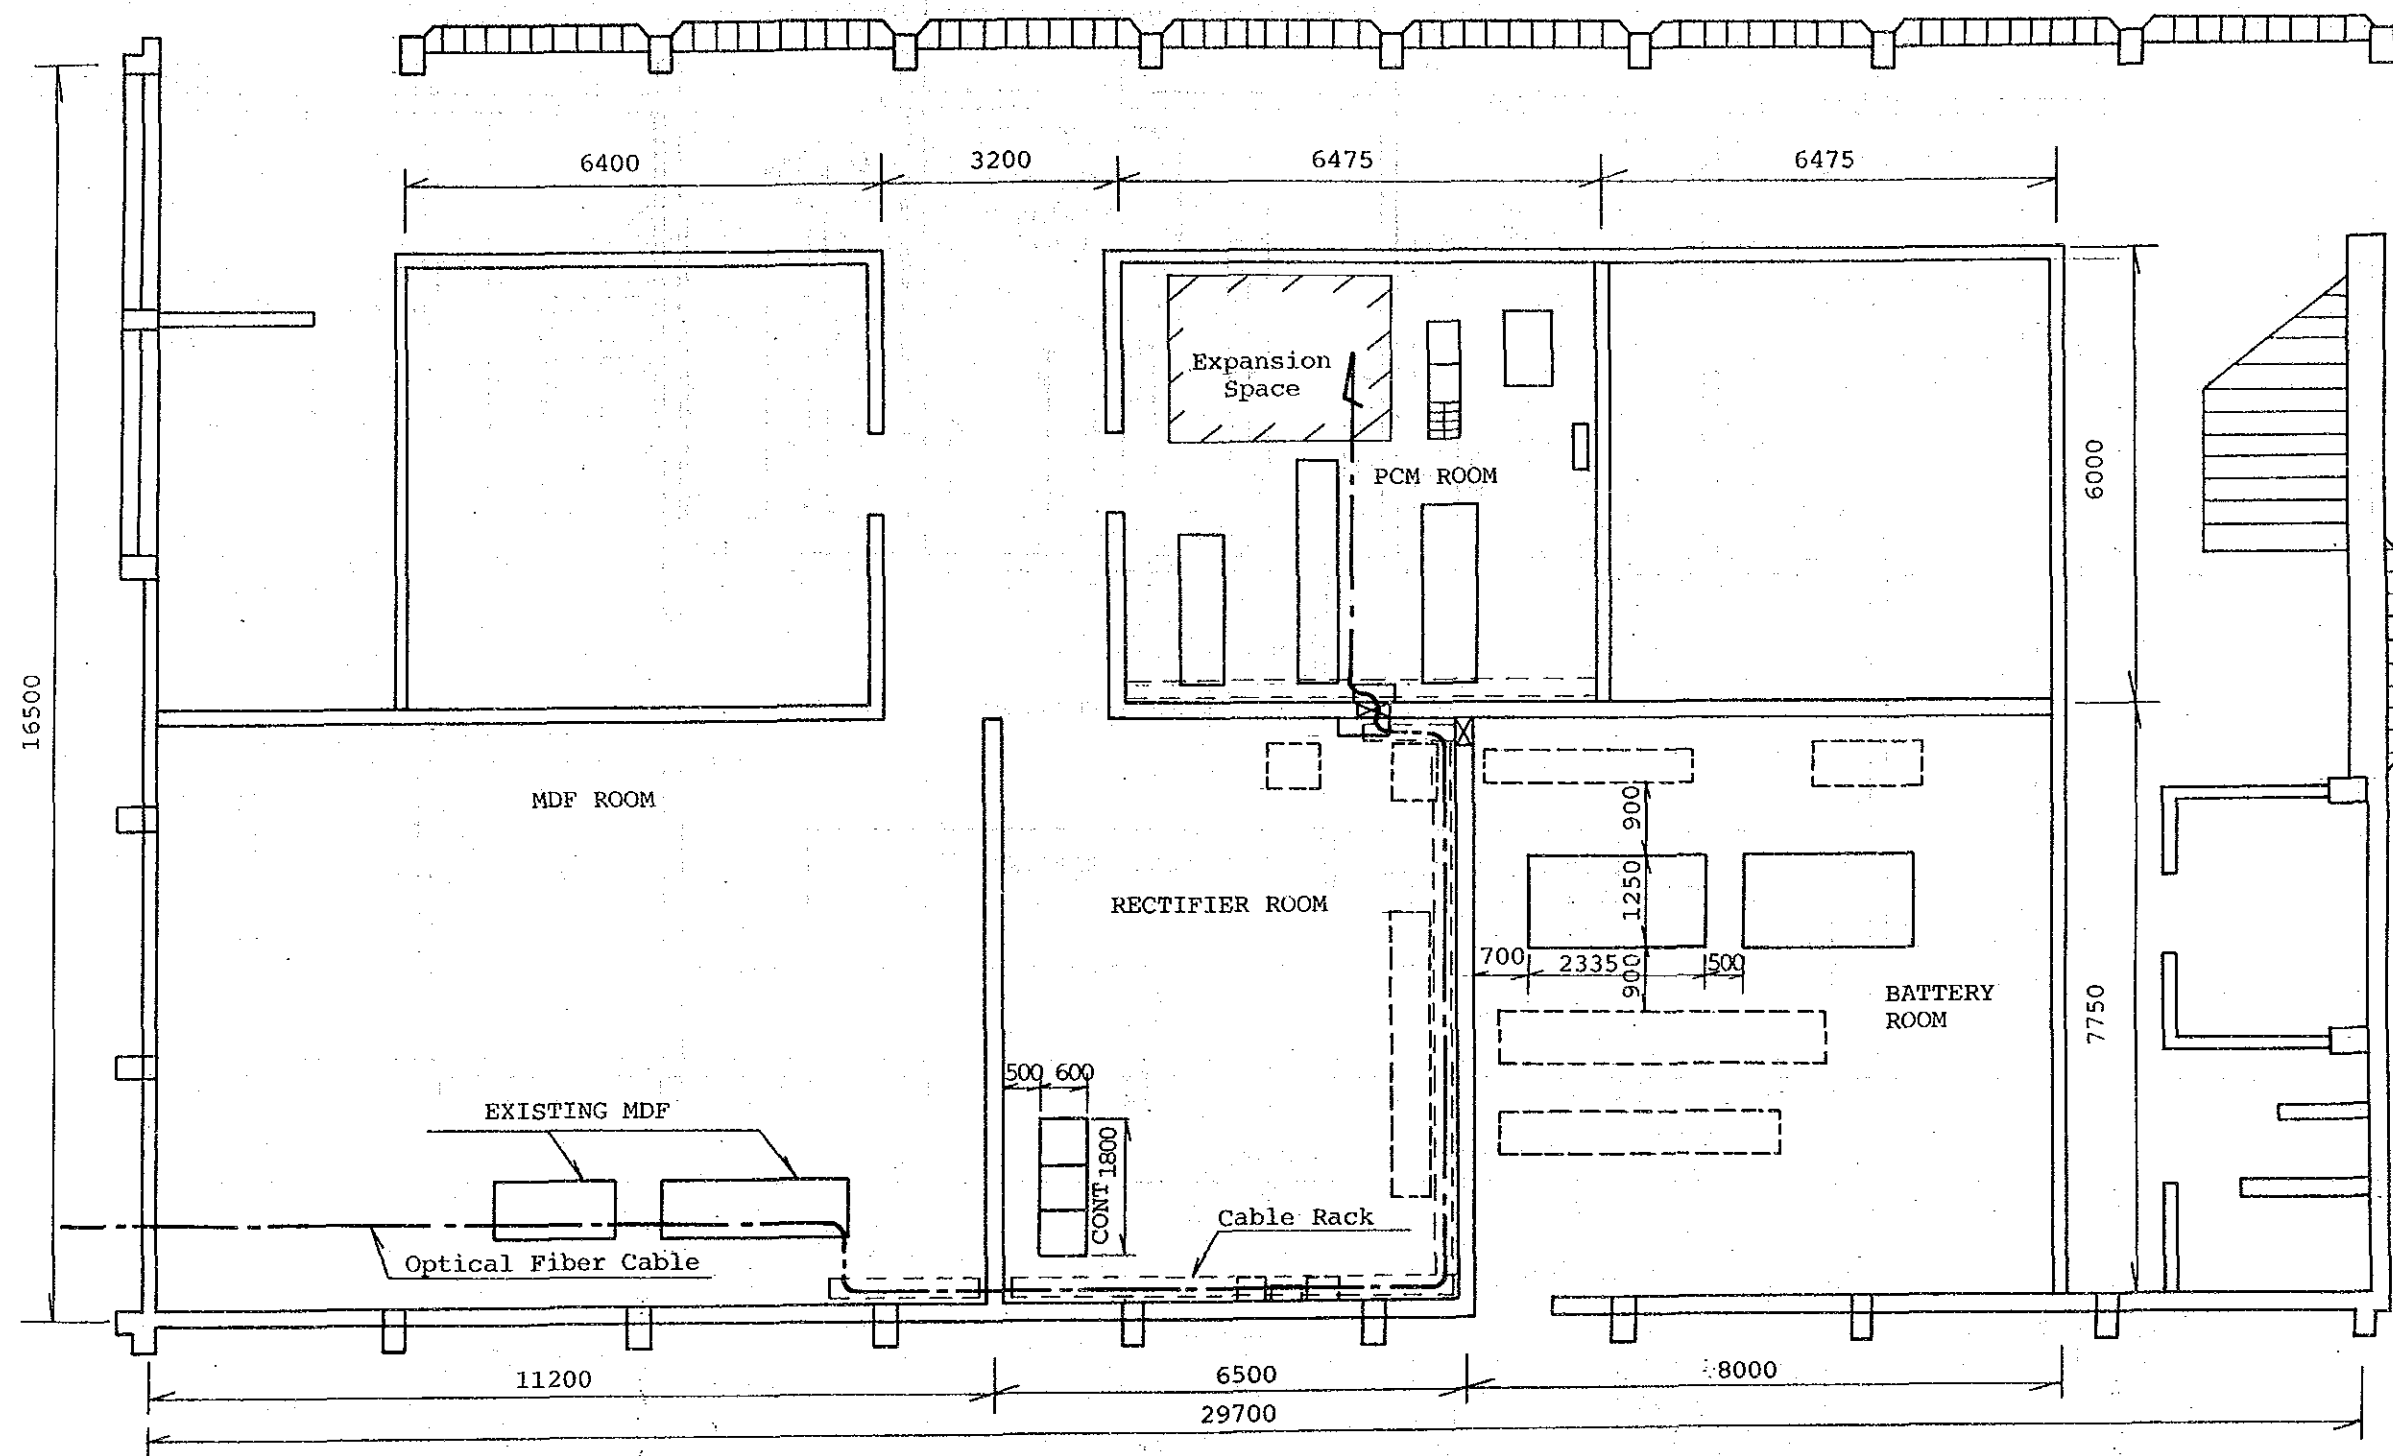 6400
3200
6475
6475
Expansion
Space
PCM ROOM
6000
16500
MDF ROOM
900
RECTIFIER ROOM
1250
700
2335
900
500
BATTERY
ROOM
7750
500
600
EXISTING MDF
CONT
1800
Cable Rack
Optical Fiber Cable
11200
6500
8000
29700